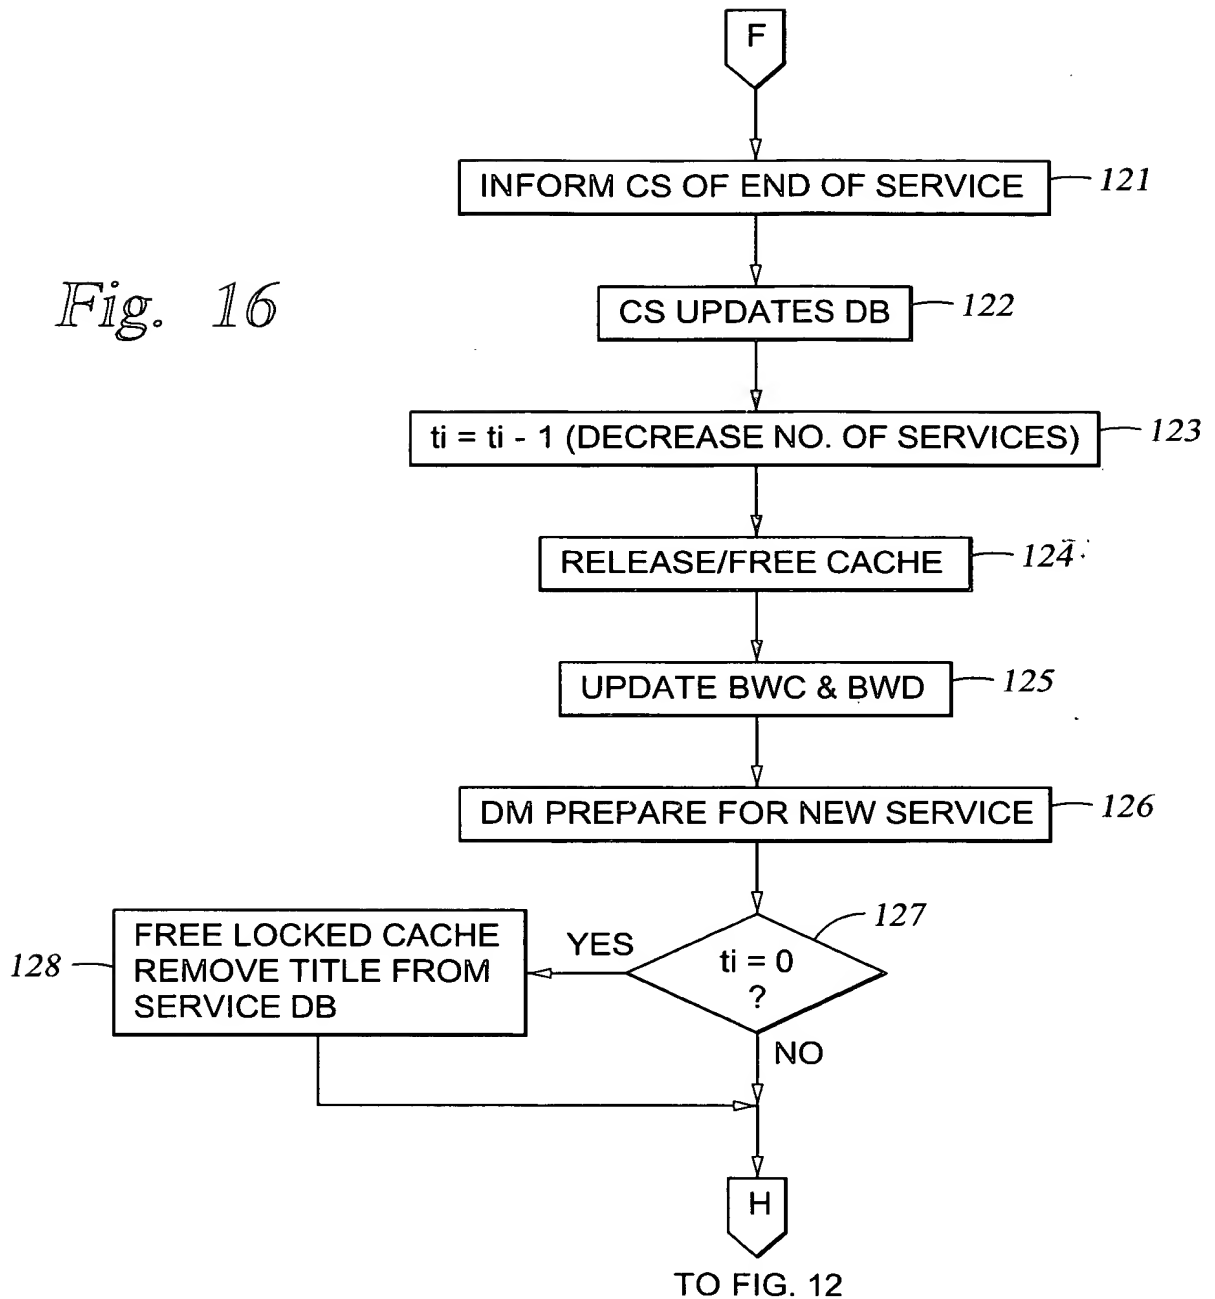 F
INFORM CS OF END OF SERVICE
121
Fig. 16
CS UPDATES DB
122
ti = ti - 1 (DECREASE NO. OF SERVICES)
123
RELEASE/FREE CACHE
124
UPDATE BWC & BWD
125
DM PREPARE FOR NEW SERVICE
126
127
ti = 0
?
YES
128
FREE LOCKED CACHE
REMOVE TITLE FROM
SERVICE DB
NO
H
TO FIG. 12